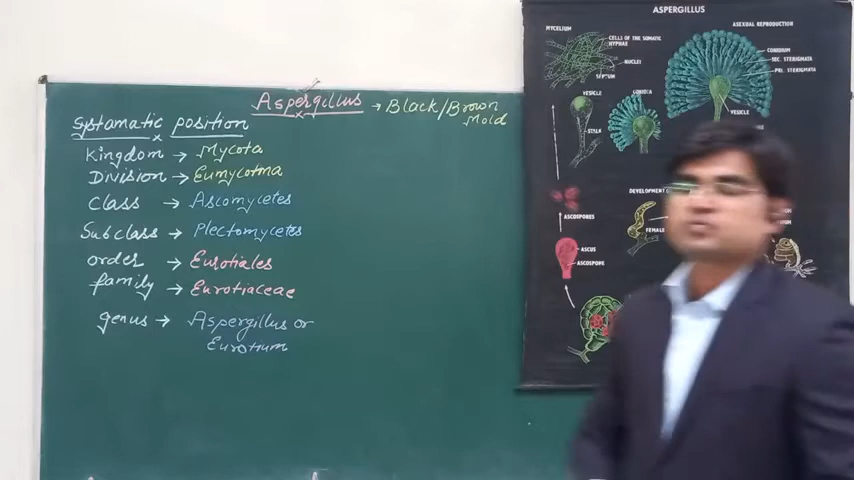 Aspergillus → Black/Brown
Mold
Systamatic position
Kingdom → Mycota
Division → Eumycotina
Class → Ascomycetes
Subclass → Plectomycetes
order → Eurotiales
family → Eurotiaceae
genus → Aspergillus or
Eurotium
ASPERGILLUS
MYCELIUM
CELLS OF THE SOMATIC
HYPHAE
NUCLEI
SEPTUM
ASEXUAL REPRODUCTION
CONIDIUM
SEC. STERIGMATA
PRI. STERIGMATA
VESICLE
VESICLE
CONIDIA
STALK
ASCOSPORES
ASCUS
ASCOSPORE
DEVELOPMENT
FEMALE